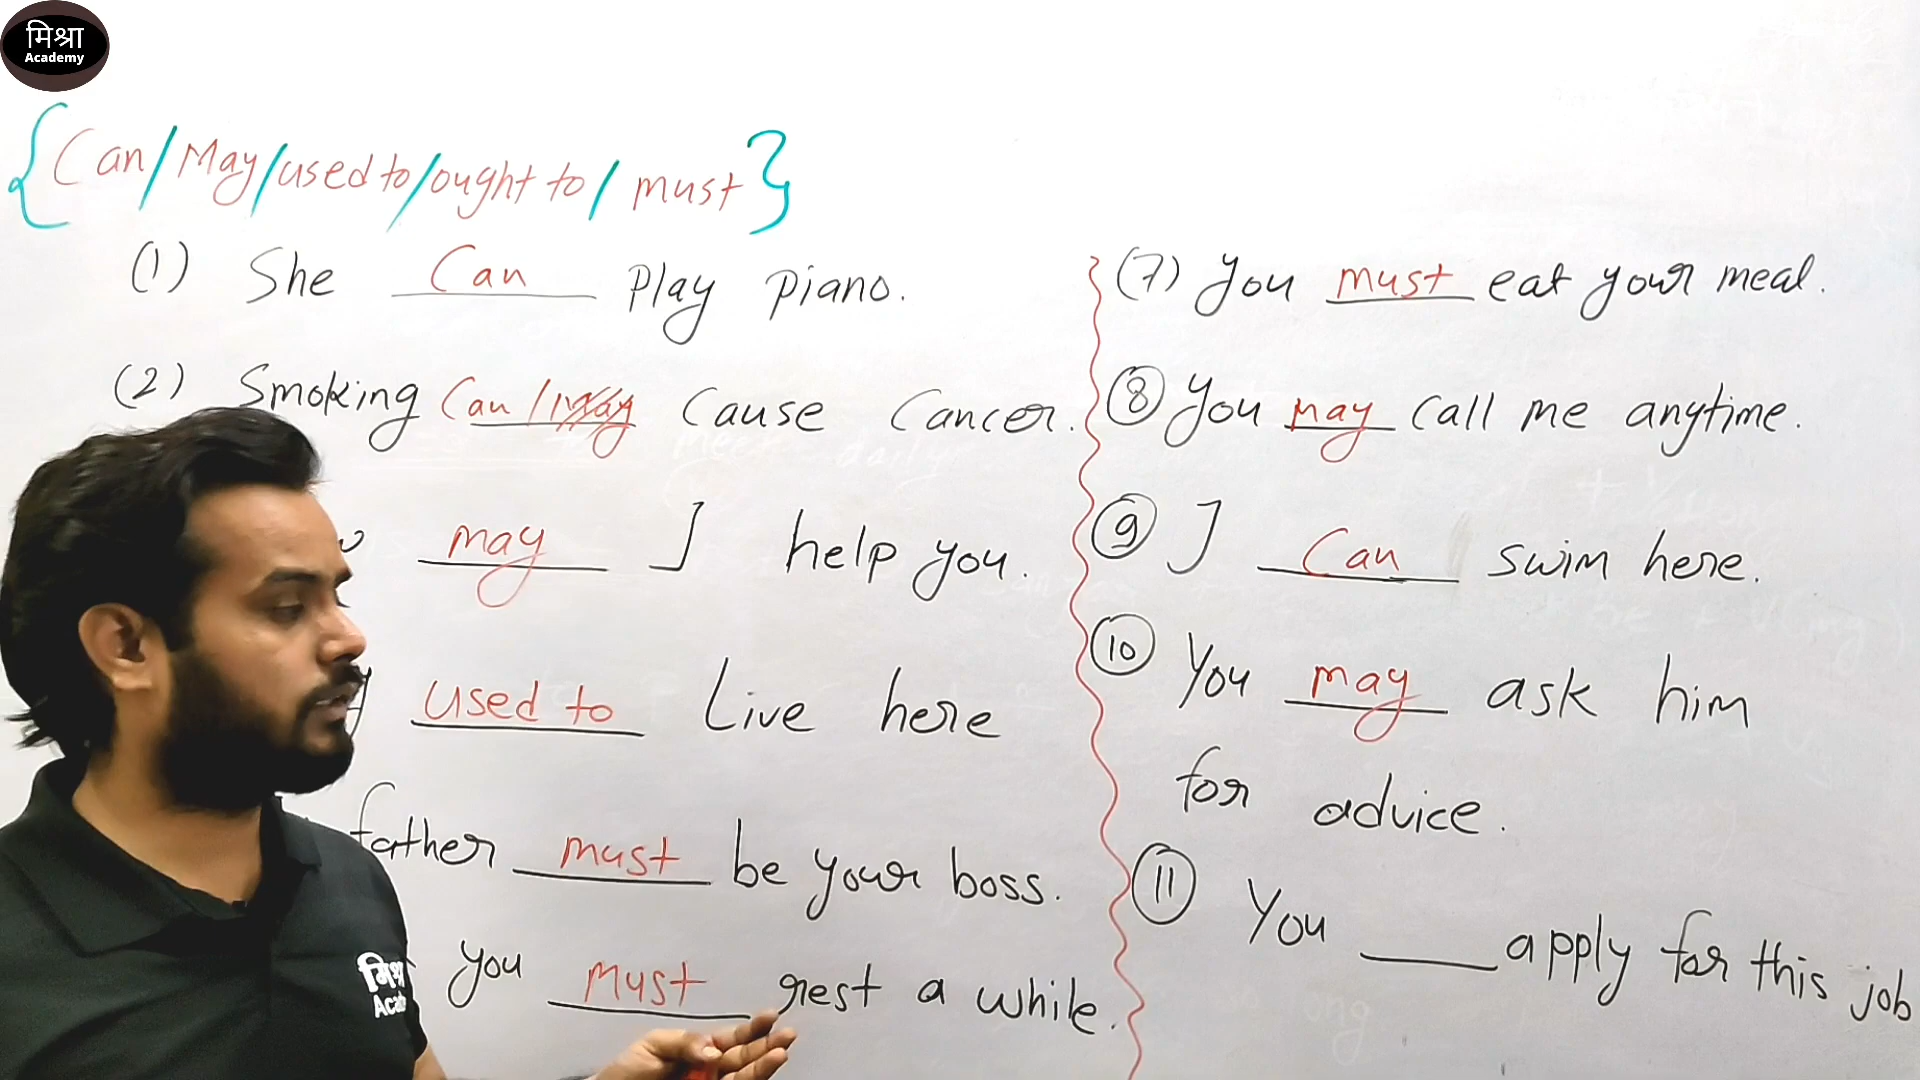 मिश्रा
Academy
{Can/May/used to/ought to/must}
(1) She Can Play piano.
(2) Smoking Can/May Cause Cancer.
may I help you.
used to Live here
father must be your boss.
you must rest a while.
(7) You must eat your meal.
(8) You may call me anytime.
(9) I Can swim here.
(10) You may ask him
for advice.
(11) You ___ apply for this job
मिश्रा
Acad